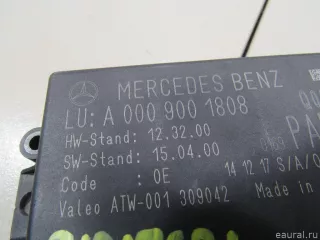 MERCEDES BENZ
LU: A 000 900 1808
HW-Stand: 12.32.00
SW-Stand: 15.04.00 PA
Code : 0E 14 12 17 S/A/Q
Valeo ATW-001 309042 Made in
eaural.ru